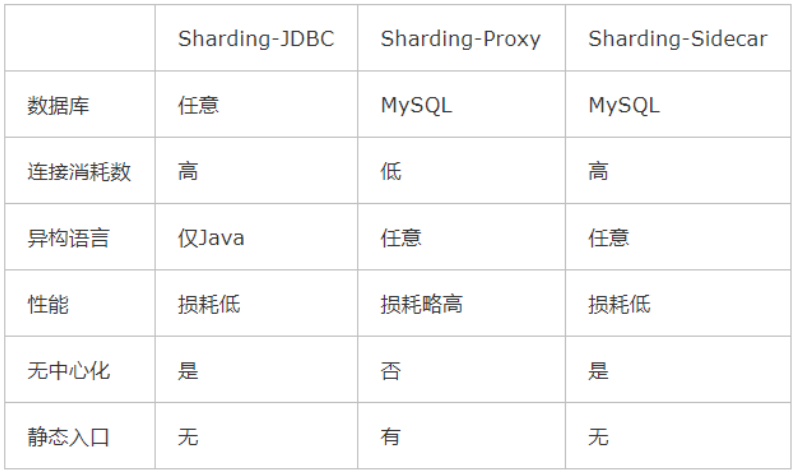 Sharding-JDBC Sharding-Proxy Sharding-Sidecar
数据库 任意 MySQL MySQL
连接消耗数 高 低 高
异构语言 仅Java 任意 任意
性能 损耗低 损耗略高 损耗低
无中心化 是 否 是
静态入口 无 有 无